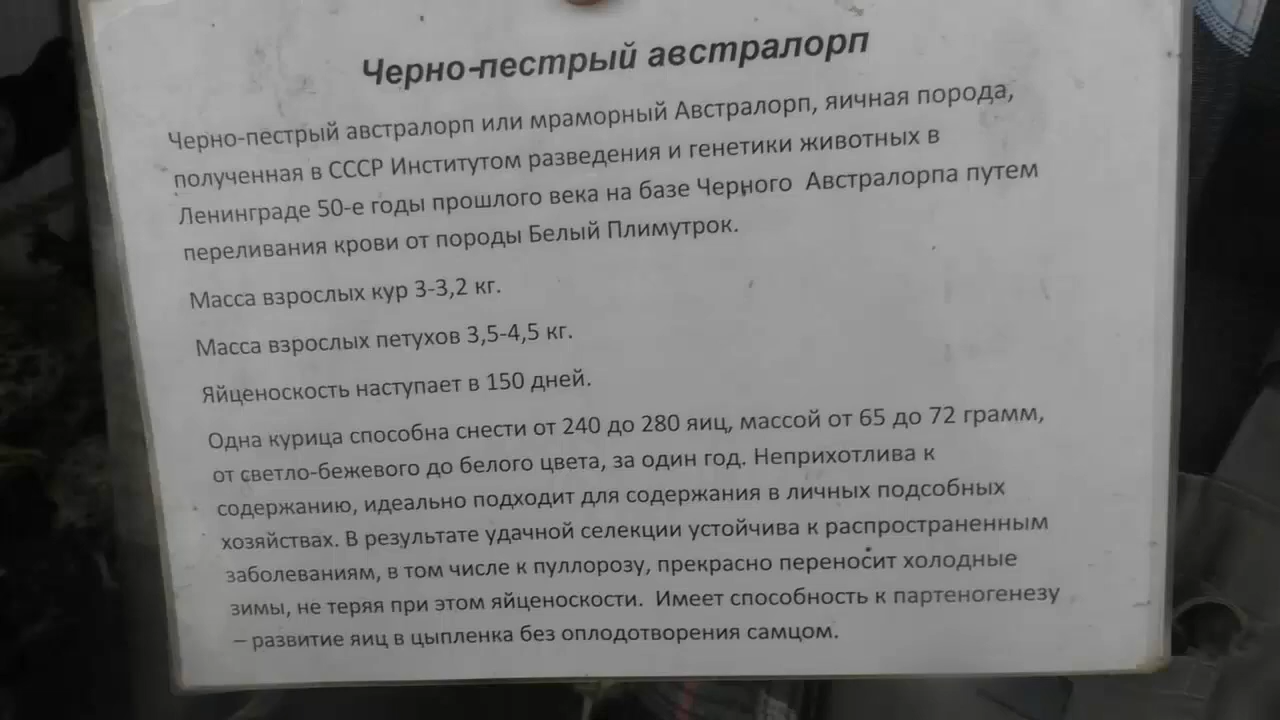 Черно-пестрый австралорп
Черно-пестрый австралорп или мраморный Австралорп, яичная порода,
полученная в СССР Институтом разведения и генетики животных в
Ленинграде 50-е годы прошлого века на базе Черного Австралорпа путем
переливания крови от породы Белый Плимутрок.
Масса взрослых кур 3-3,2 кг.
Масса взрослых петухов 3,5-4,5 кг.
Яйценоскость наступает в 150 дней.
Одна курица способна снести от 240 до 280 яиц, массой от 65 до 72 грамм,
от светло-бежевого до белого цвета, за один год. Неприхотлива к
содержанию, идеально подходит для содержания в личных подсобных
хозяйствах. В результате удачной селекции устойчива к распространенным
заболеваниям, в том числе к пуллорозу, прекрасно переносит холодные
зимы, не теряя при этом яйценоскости. Имеет способность к партеногенезу
– развитие яиц в цыпленка без оплодотворения самцом.